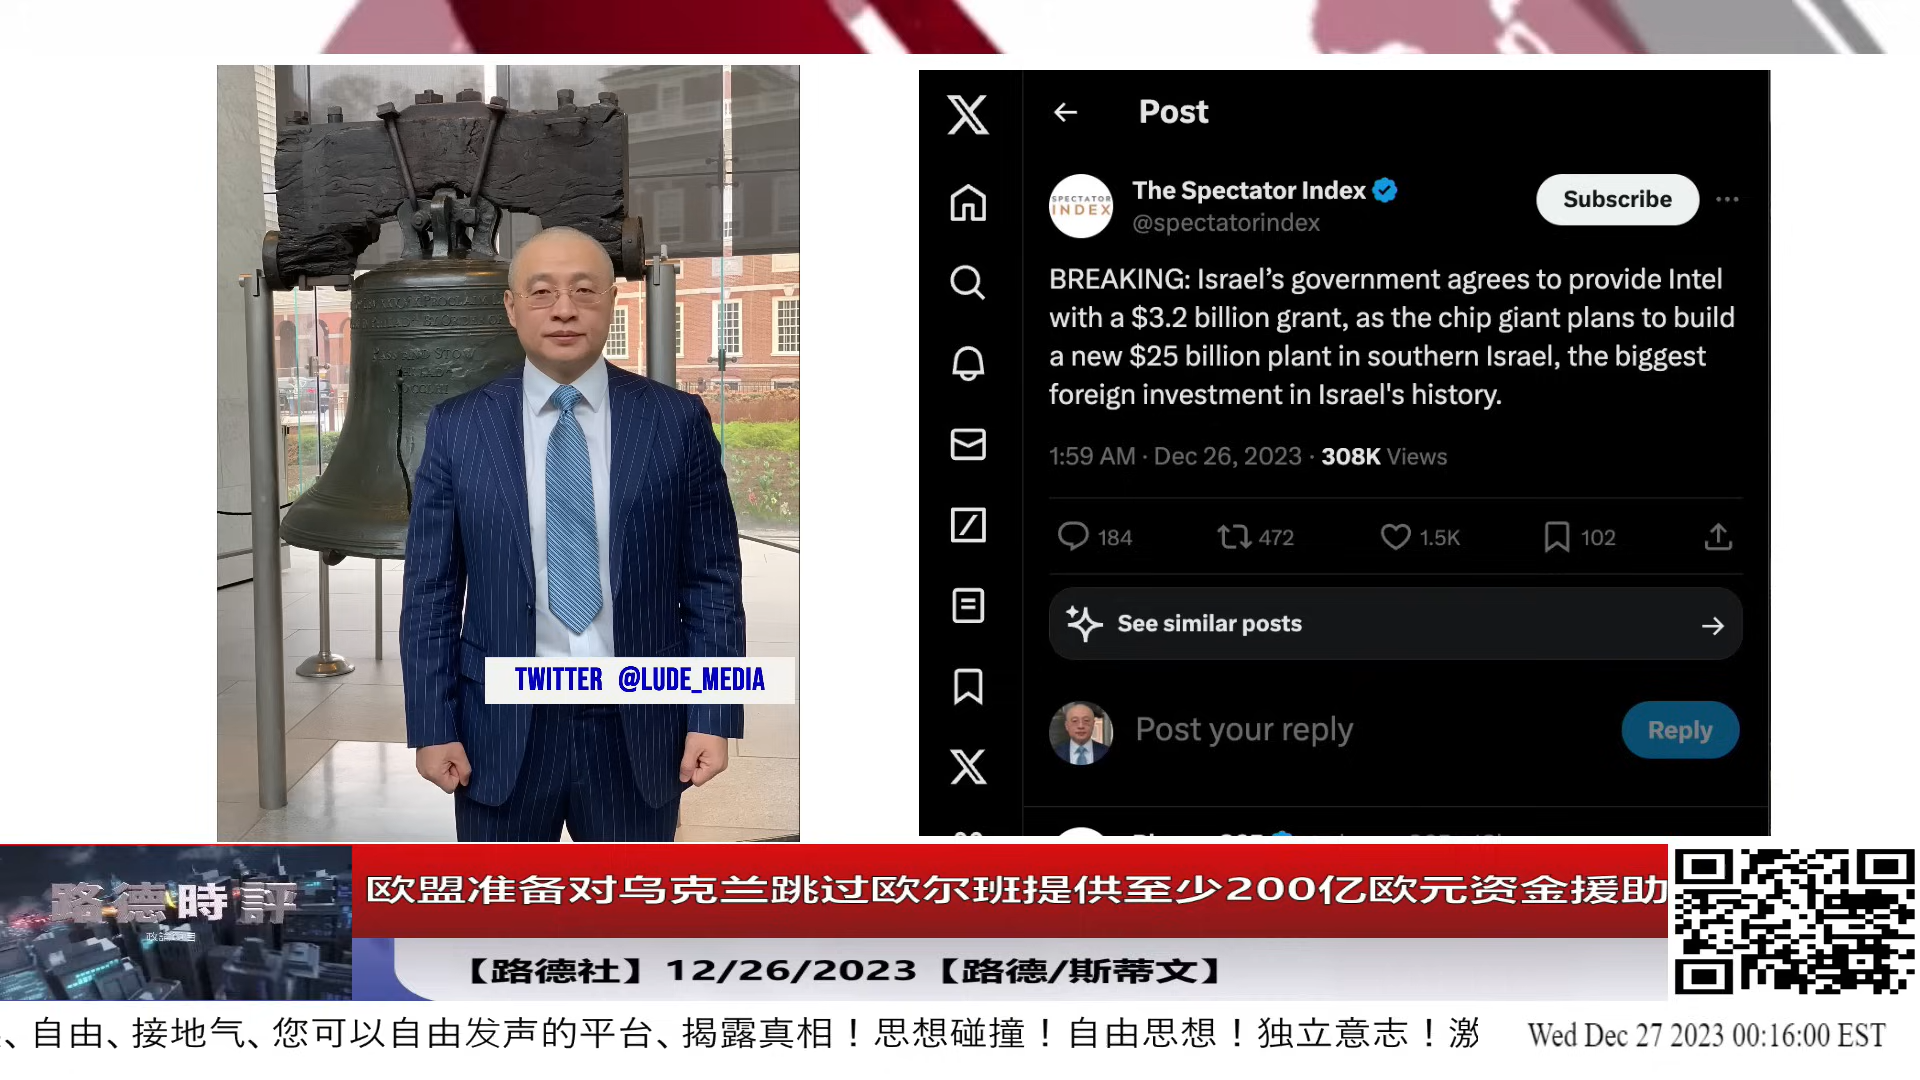 TWITTER @LUDE_MEDIA
Post
SPECTATOR
INDEX
The Spectator Index
@spectatorindex
Subscribe
BREAKING: Israel’s government agrees to provide Intel
with a $3.2 billion grant, as the chip giant plans to build
a new $25 billion plant in southern Israel, the biggest
foreign investment in Israel's history.
1:59 AM · Dec 26, 2023 · 308K Views
184 472 1.5K 102
See similar posts
Post your reply
Reply
路德時評
欧盟准备对乌克兰跳过欧尔班提供至少200亿欧元资金援助
【路德社】12/26/2023【路德/斯蒂文】
、自由、接地气、您可以自由发声的平台、揭露真相！思想碰撞！自由思想！独立意志！激
Wed Dec 27 2023 00:16:00 EST